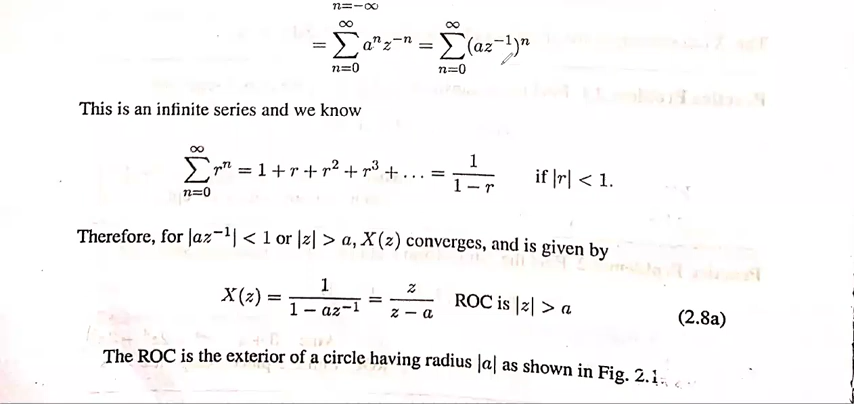 n=−∞
= ∞∑n=0 aⁿz⁻ⁿ = ∞∑n=0 (az⁻¹)ⁿ
This is an infinite series and we know
∞∑n=0 rⁿ = 1 + r + r² + r³ + ... = 1/(1 − r) if |r| < 1.
Therefore, for |az⁻¹| < 1 or |z| > a, X(z) converges, and is given by
X(z) = 1/(1 − az⁻¹) = z/(z − a) ROC is |z| > a (2.8a)
The ROC is the exterior of a circle having radius |a| as shown in Fig. 2.1.